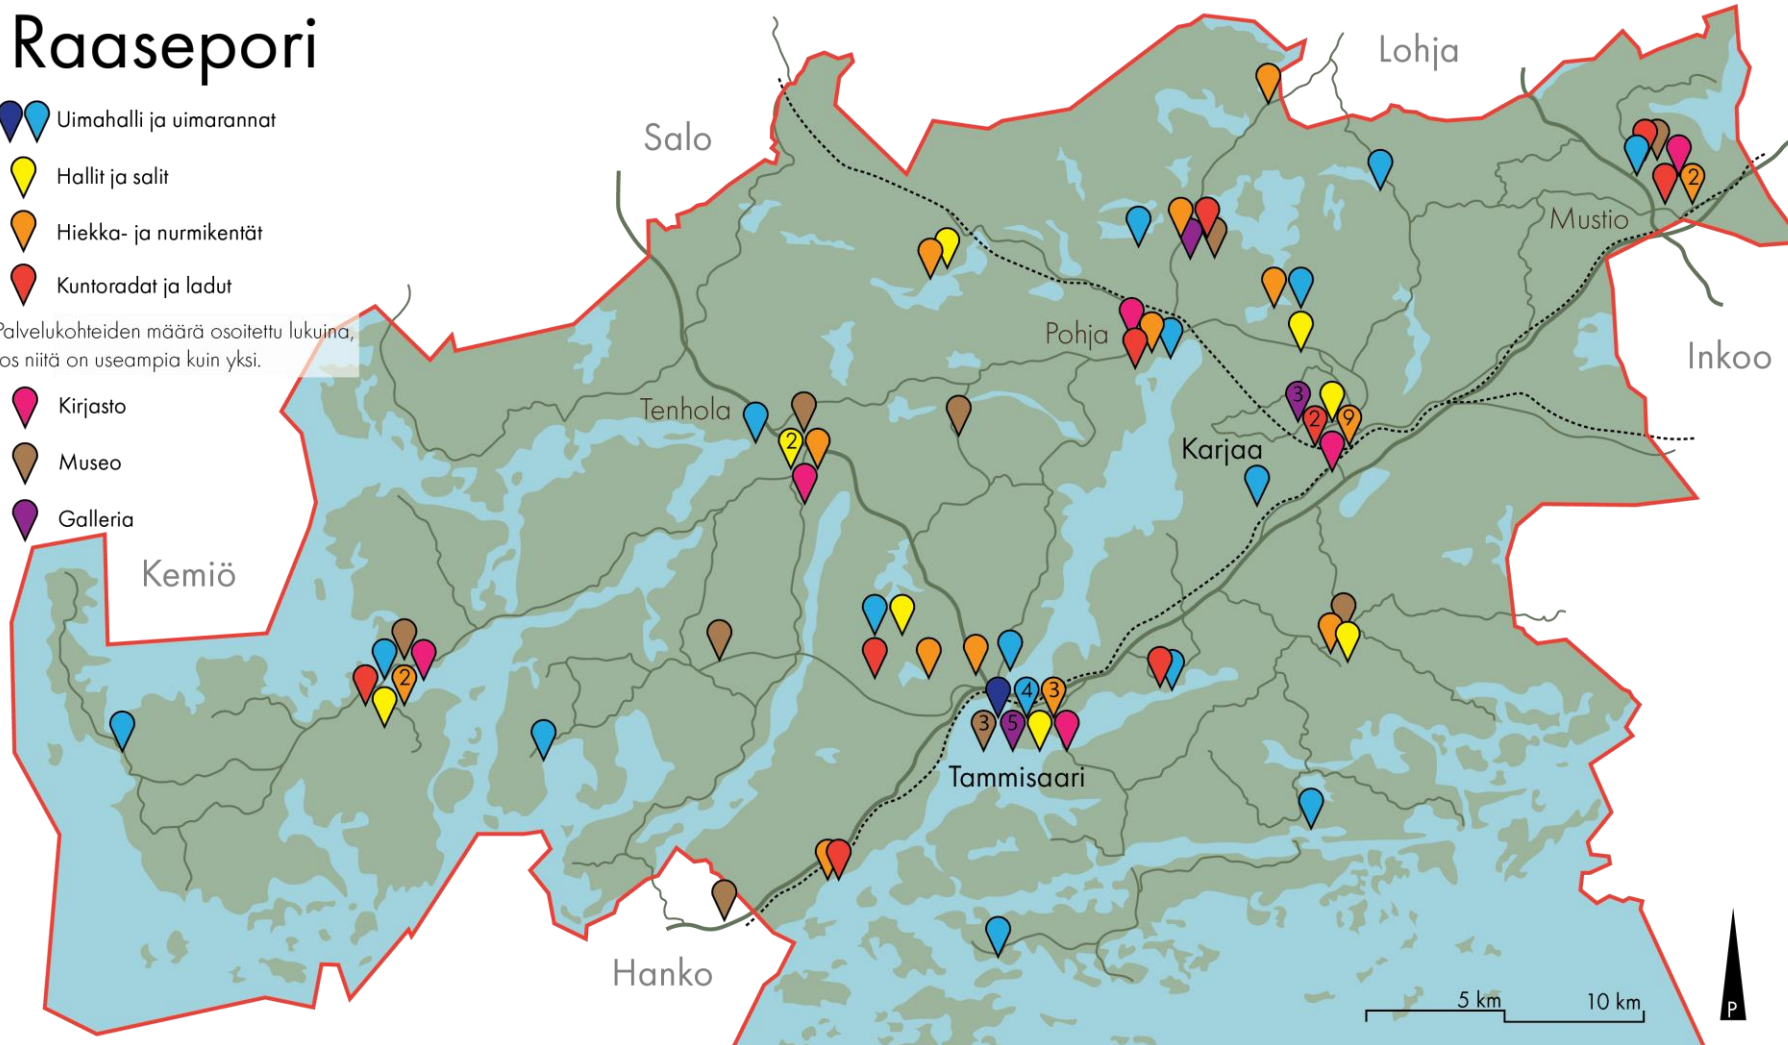 Raasepori
Uimahalli ja uimarannat
Hallit ja salit
Hiekka- ja nurmikentät
Kuntoradat ja ladut
Palvelukohteiden määrä osoitettu lukuina,
jos niitä on useampia kuin yksi.
Kirjasto
Museo
Galleria
Lohja
Salo
2
Mustio
Pohja
Inkoo
Tenhola
3
2
9
2
Karjaa
Kemiö
2
4
3
3
5
Tammisaari
Hanko
5 km
10 km
P